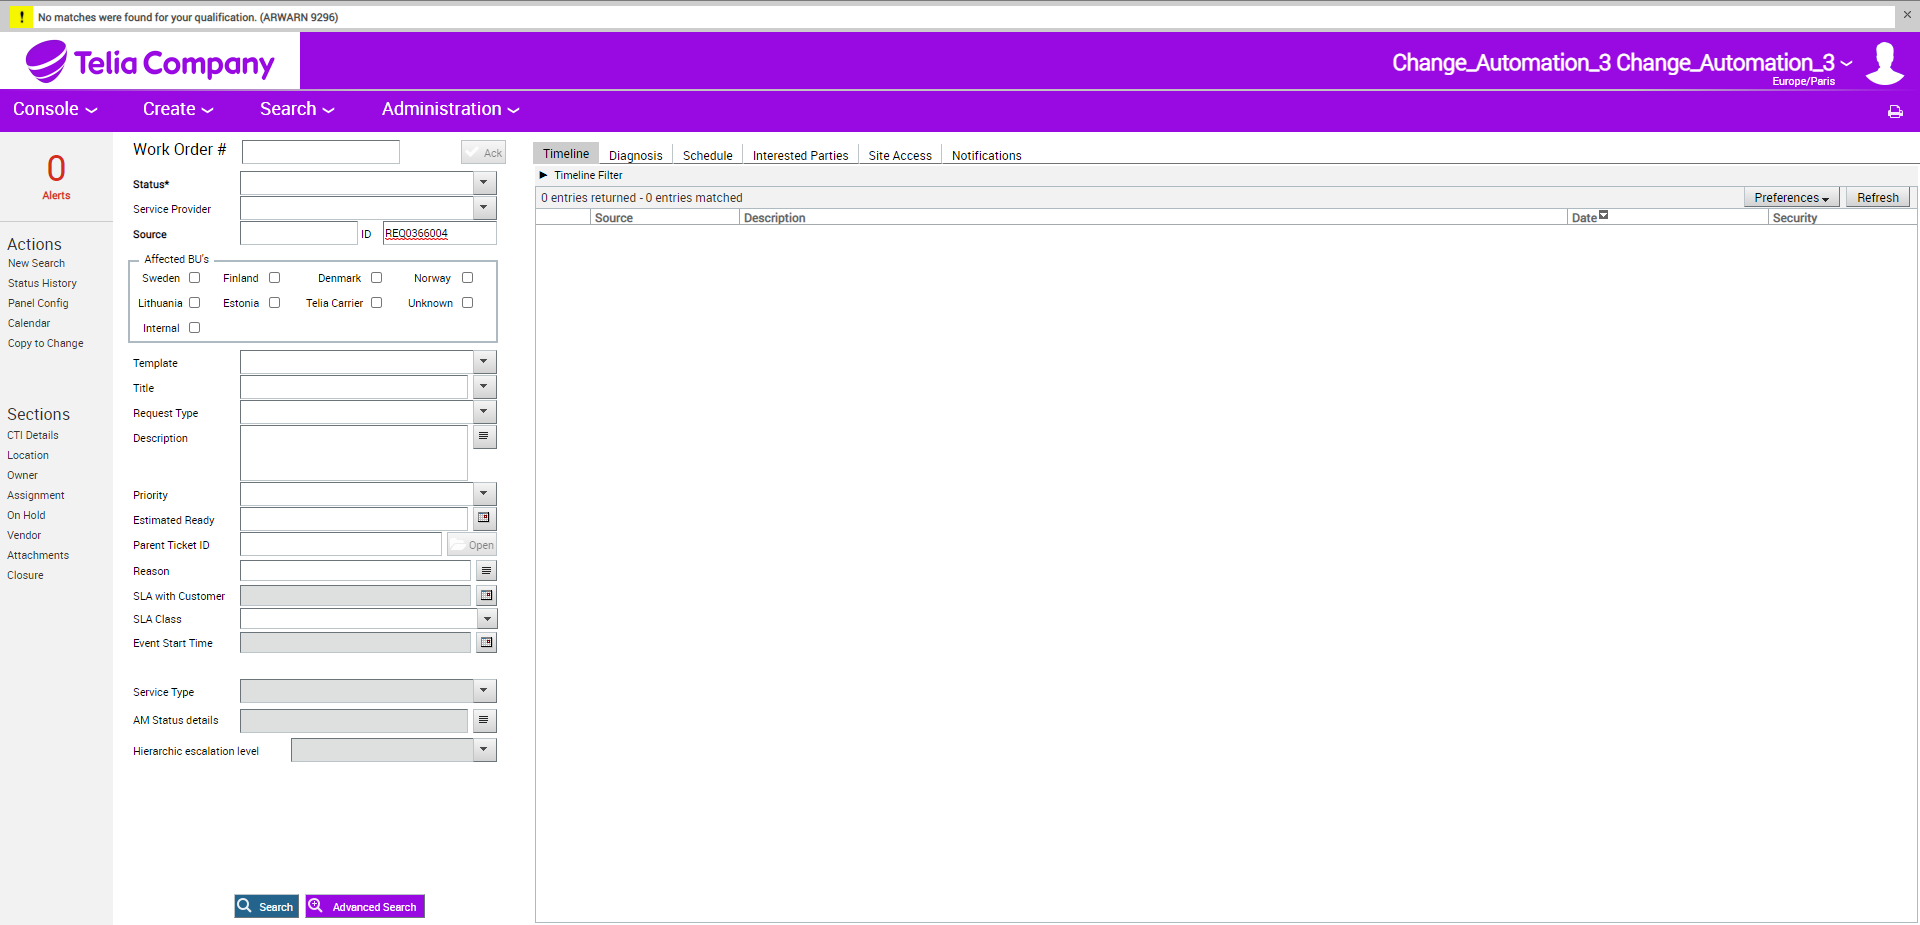 ! No matches were found for your qualification. (ARWARN 9296)
Telia Company
Change_Automation_3 Change_Automation_3
Europe/Paris
Console Create Search Administration
0
Alerts
Actions
New Search
Status History
Panel Config
Calendar
Copy to Change
Sections
CTI Details
Location
Owner
Assignment
On Hold
Vendor
Attachments
Closure
Work Order # Ack
Status*
Service Provider
Source ID REQ0366004
Affected BU's
Sweden Finland Denmark Norway
Lithuania Estonia Telia Carrier Unknown
Internal
Template
Title
Request Type
Description
Priority
Estimated Ready
Parent Ticket ID Open
Reason
SLA with Customer
SLA Class
Event Start Time
Service Type
AM Status details
Hierarchic escalation level
Search Advanced Search
Timeline Diagnosis Schedule Interested Parties Site Access Notifications
Timeline Filter
0 entries returned - 0 entries matched Preferences Refresh
Source Description Date Security